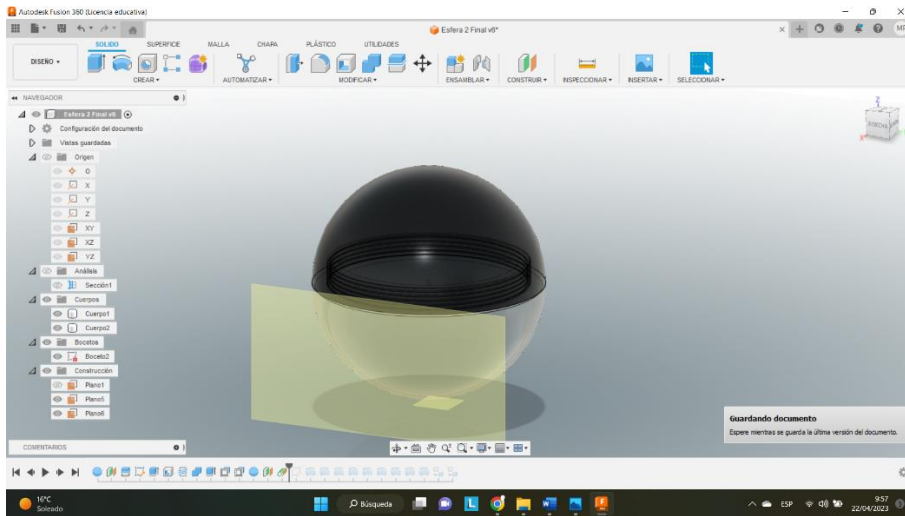 Autodesk Fusion 360 (Licencia educativa)
Esfera 2 Final v6*
SOLIDO SUPERFICIE MALLA CHAPA PLÁSTICO UTILIDADES
DISEÑO
CREAR AUTOMATIZAR MODIFICAR ENSAMBLAR CONSTRUIR INSPECCIONAR INSERTAR SELECCIONAR
NAVEGADOR
Esfera 2 Final v6
Configuración del documento
Vistas guardadas
Origen
O
X
Y
Z
XY
XZ
YZ
Análisis
Sección1
Cuerpos
Cuerpo1
Cuerpo2
Bocetos
Boceto2
Construcción
Plano1
Plano5
Plano6
Z
Guardando documento
Espere mientras se guarda la última versión del documento.
COMENTARIOS
16°C
Soleado
Búsqueda
ESP
9:57
22/04/2023